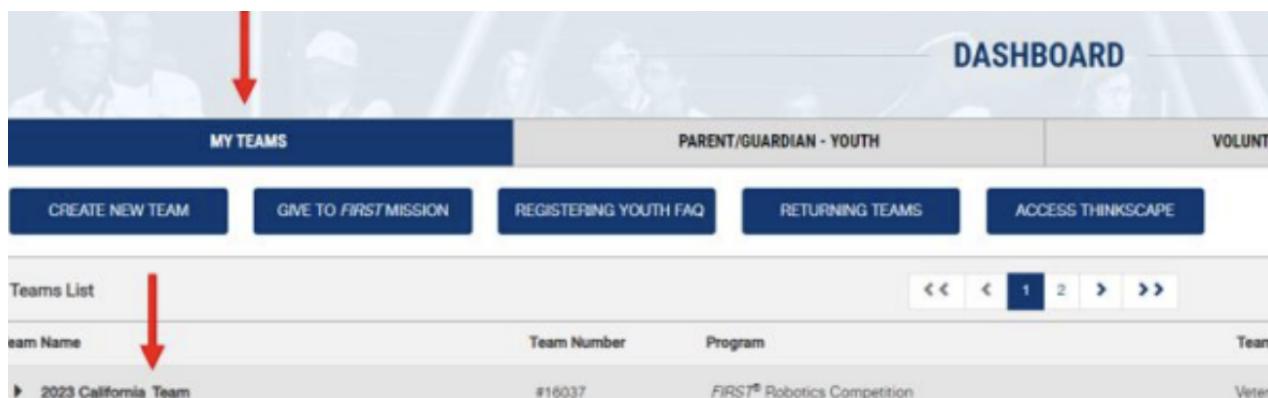 DASHBOARD
MY TEAMS PARENT/GUARDIAN - YOUTH VOLUNT
CREATE NEW TEAM GIVE TO FIRST MISSION REGISTERING YOUTH FAQ RETURNING TEAMS ACCESS THINKSCAPE
Teams List << < 1 2 > >>
eam Name Team Number Program Team
2023 California Team #16037 FIRST® Robotics Competition Veter